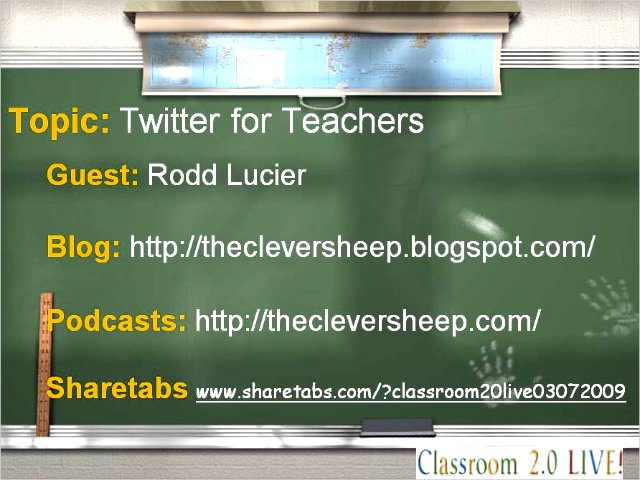 Topic: Twitter for Teachers
Guest: Rodd Lucier
Blog: http://thecleversheep.blogspot.com/
Podcasts: http://thecleversheep.com/
Sharetabs www.sharetabs.com/?classroom20live03072009
Classroom 2.0 LIVE!